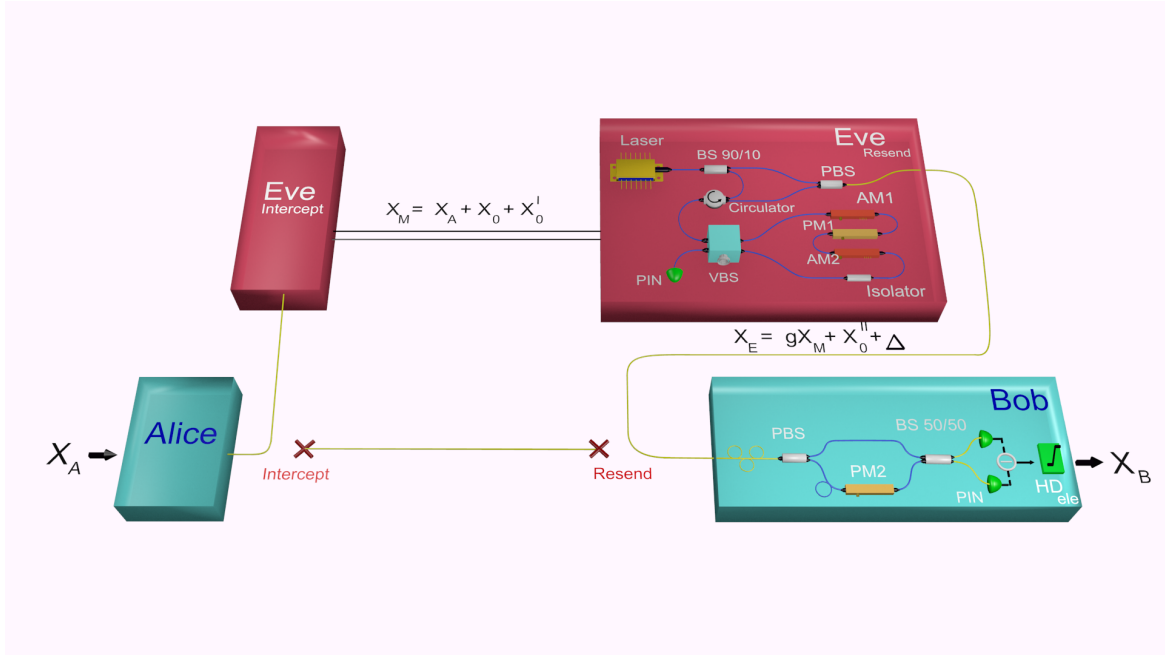 Laser
BS 90/10
Eve
Resend
PBS
AM1
Circulator
PM1
AM2
VBS
PIN
Isolator
Eve
Intercept
X_M = X_A + X_0 + X_0^I
X_E = gX_M + X_0^II + Δ
Alice
X_A
Intercept
Resend
Bob
PBS
BS 50/50
PM2
PIN
HD
ele
X_B